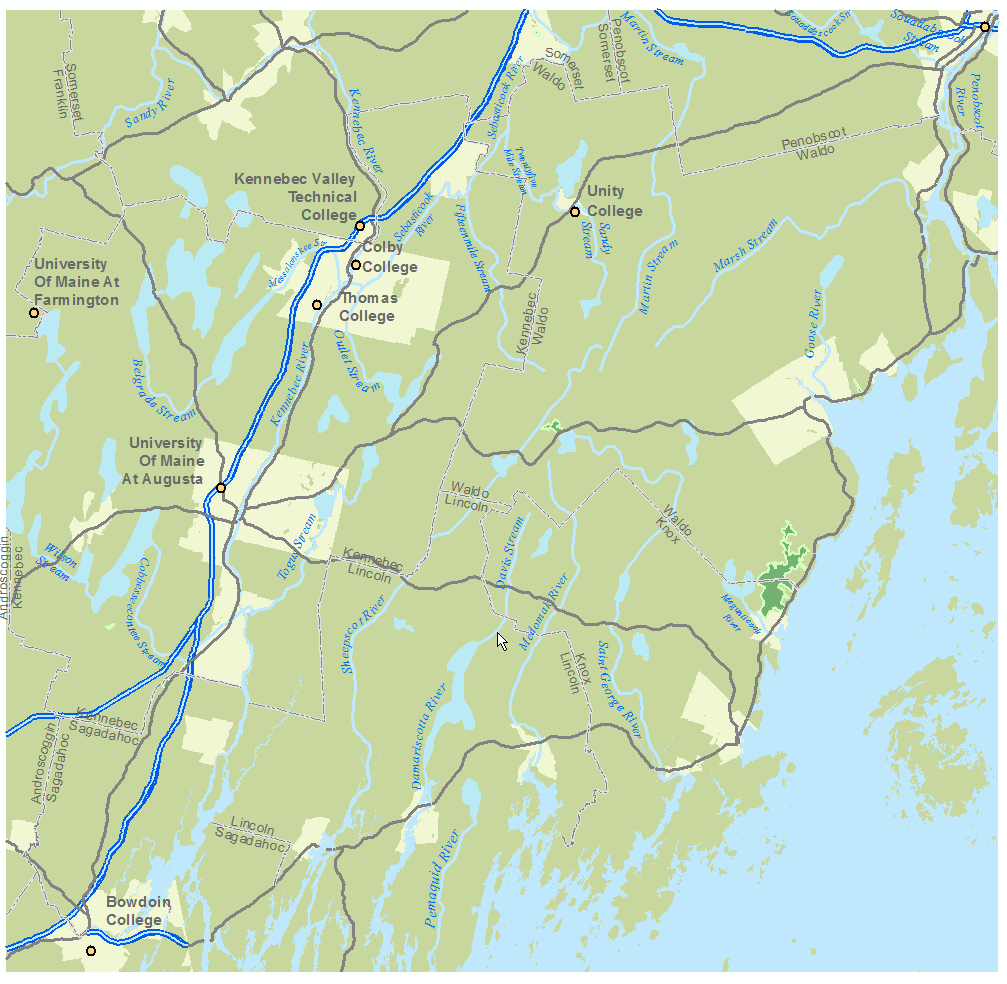 Martin Stream
Souadabscook Sm
Souadabscook
Stream
Somerset
Franklin
Sandy River
Kennebec River
Sebasticook River
Somerset
Waldo
Penobscot
Somerset
Penobscot
River
Penobscot
Waldo
Twentyfive
Mile Stream
Kennebec Valley
Technical
College
Unity
College
Sebasticook
River
Fifteenmile Stream
Sandy
Stream
Martin Stream
Marsh Stream
Messalonskee Sm
Colby
College
University
Of Maine At
Farmington
Thomas
College
Kennebec
Waldo
Goose River
Outlet Stream
Kennebec River
Belgrade Stream
University
Of Maine
At Augusta
Waldo
Lincoln
Waldo
Knox
Togus Stream
Davis Stream
Kennebec
Lincoln
Androscoggin
Kennebec
Wilson
Stream
Cobbosseecontee Stream
Sheepscot River
Medomak River
Megunticook
River
Knox
Lincoln
Saint George River
Damariscotta River
Kennebec
Sagadahoc
Androscoggin
Sagadahoc
Lincoln
Sagadahoc
Pemaquid River
Bowdoin
College